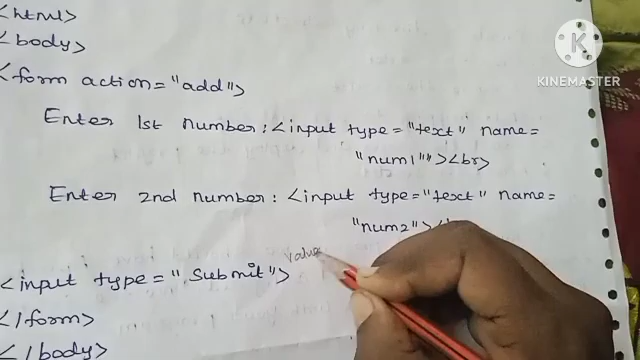 <html>
<body>
<form action="add">
Enter 1st number:<input type="text" name=
"num1""><br>
Enter 2nd number: <input type="text" name=
"num2"><
value
<input type="Submit">
</form>
</body>
K
KINEMASTER